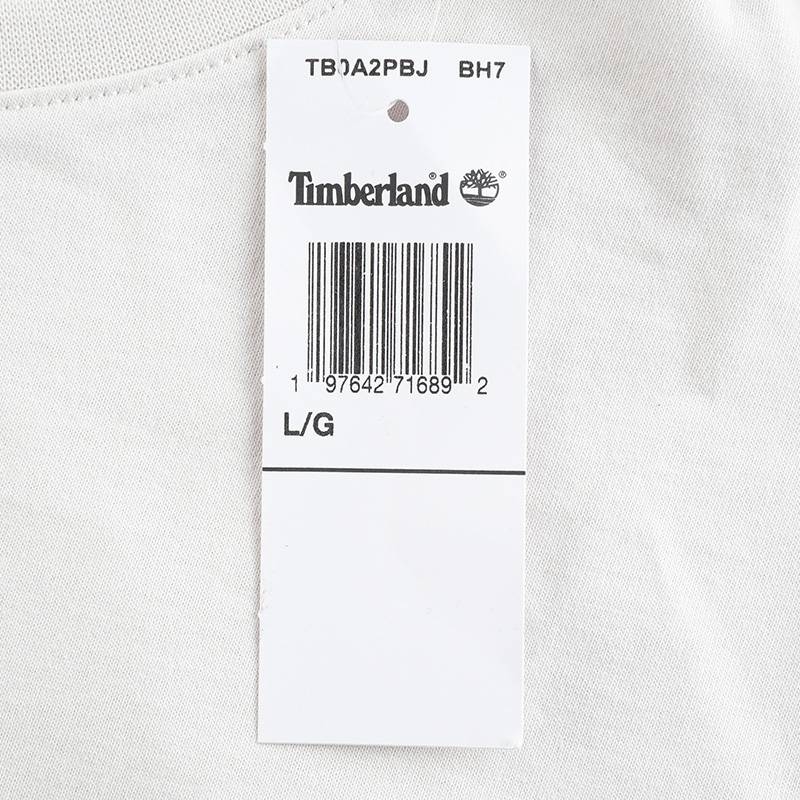 TB0A2PBJ BH7
Timberland® ®
1 97642 71689 2
L/G